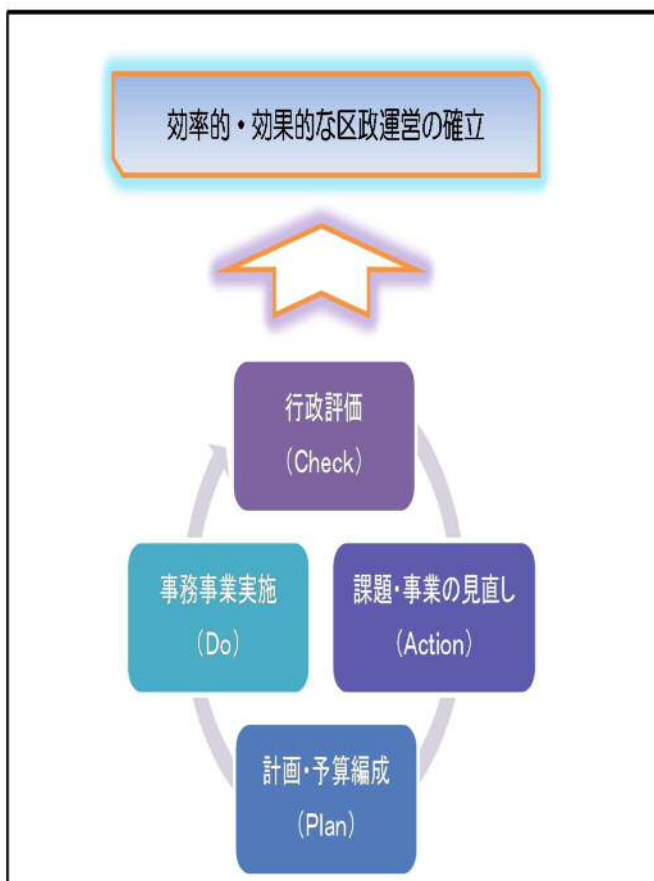 効率的・効果的な区政運営の確立
行政評価
（Check）
事務事業実施
（Do）
課題・事業の見直し
（Action）
計画・予算編成
（Plan）